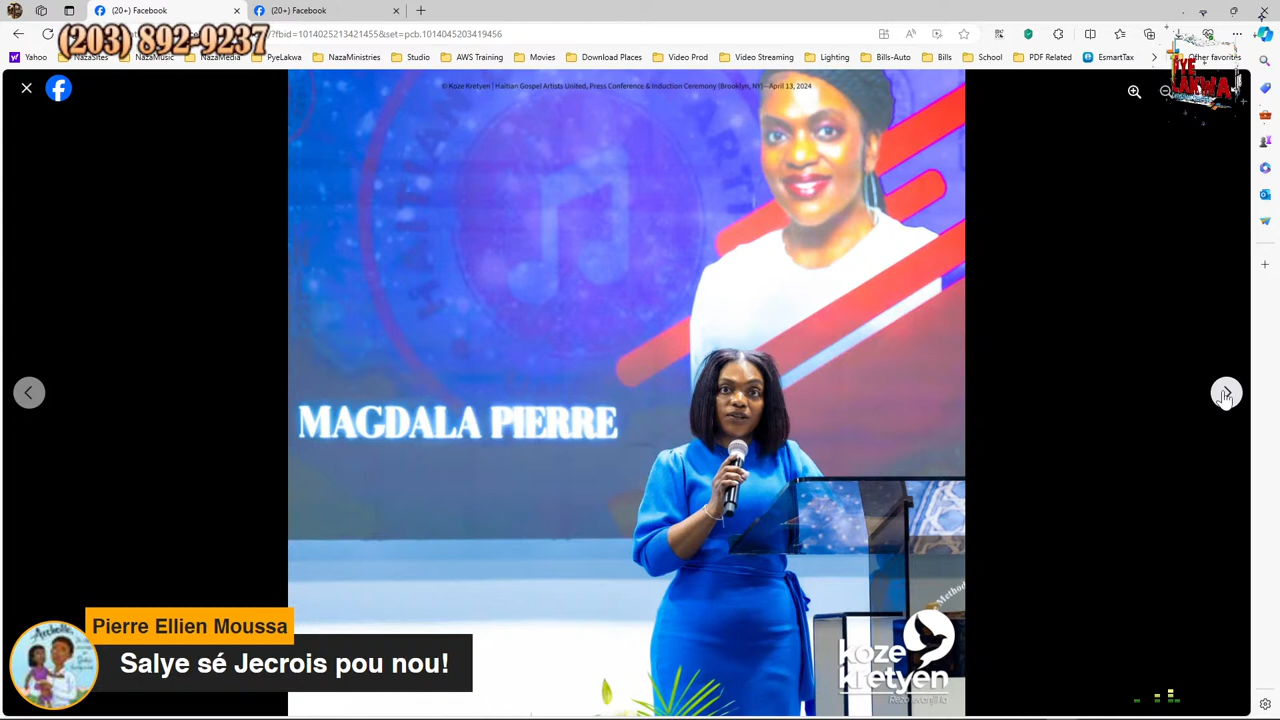 (20+) Facebook
(20+) Facebook
(203) 892-9237
?fbid=1014025213421455&set=pcb.1014045203419456
Yahoo
NazaSites
NazaMusic
NazaMedia
PyeLakwa
NazaMinistries
Studio
AWS Training
Movies
Download Places
Video Prod
Video Streaming
Lighting
Bills-Auto
Bills
School
PDF Related
EsmartTax
Other favorites
PYE LAKWA
© Koze Kretyen | Haitian Gospel Artists United, Press Conference & Induction Ceremony [Brooklyn, NY]—April 13, 2024
MAGDALA PIERRE
Method
koze
kretyen
Pierre Ellien Moussa
Salye sé Jecrois pou nou!